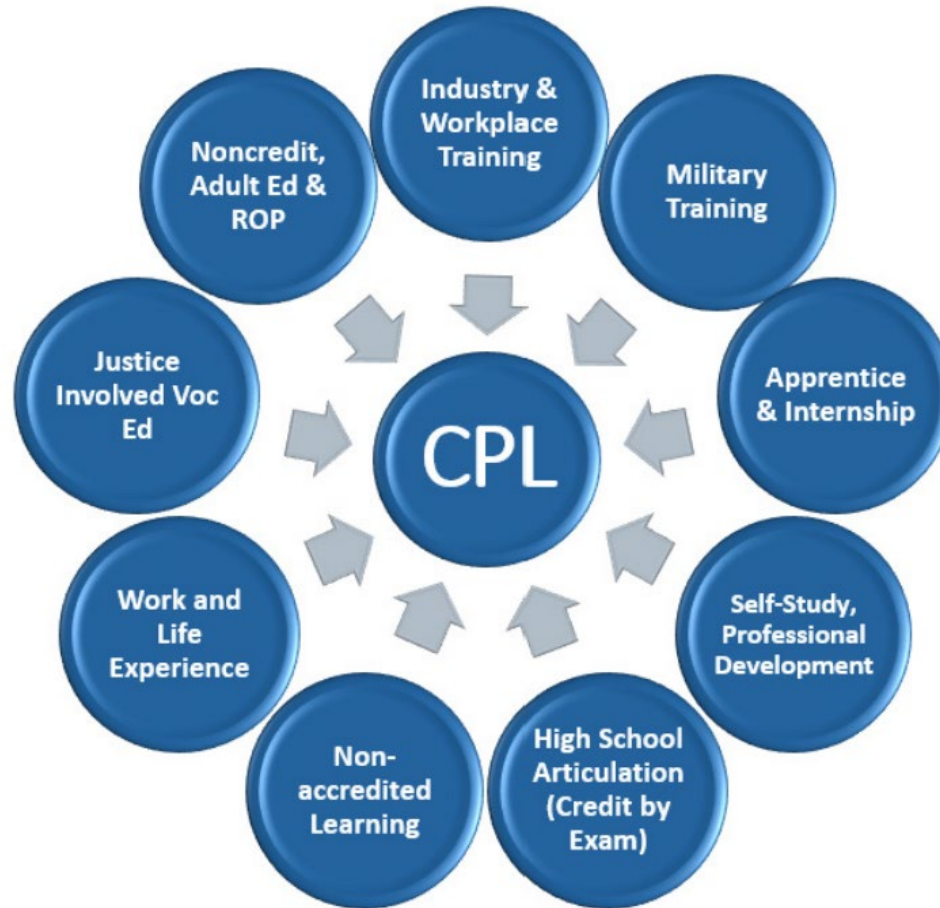 Industry &
Workplace
Training
Military
Training
Apprentice
& Internship
Self-Study,
Professional
Development
High School
Articulation
(Credit by
Exam)
Non-
accredited
Learning
Work and
Life
Experience
Justice
Involved Voc
Ed
Noncredit,
Adult Ed &
ROP
CPL